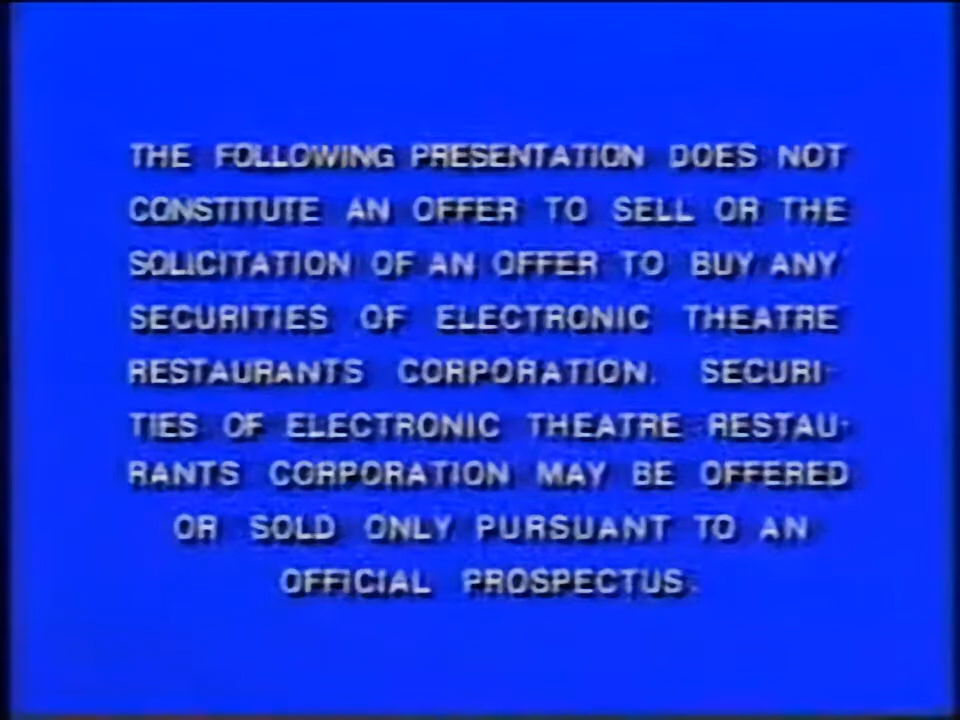 THE FOLLOWING PRESENTATION DOES NOT
CONSTITUTE AN OFFER TO SELL OR THE
SOLICITATION OF AN OFFER TO BUY ANY
SECURITIES OF ELECTRONIC THEATRE
RESTAURANTS CORPORATION. SECURI-
TIES OF ELECTRONIC THEATRE RESTAU-
RANTS CORPORATION MAY BE OFFERED
OR SOLD ONLY PURSUANT TO AN
OFFICIAL PROSPECTUS.